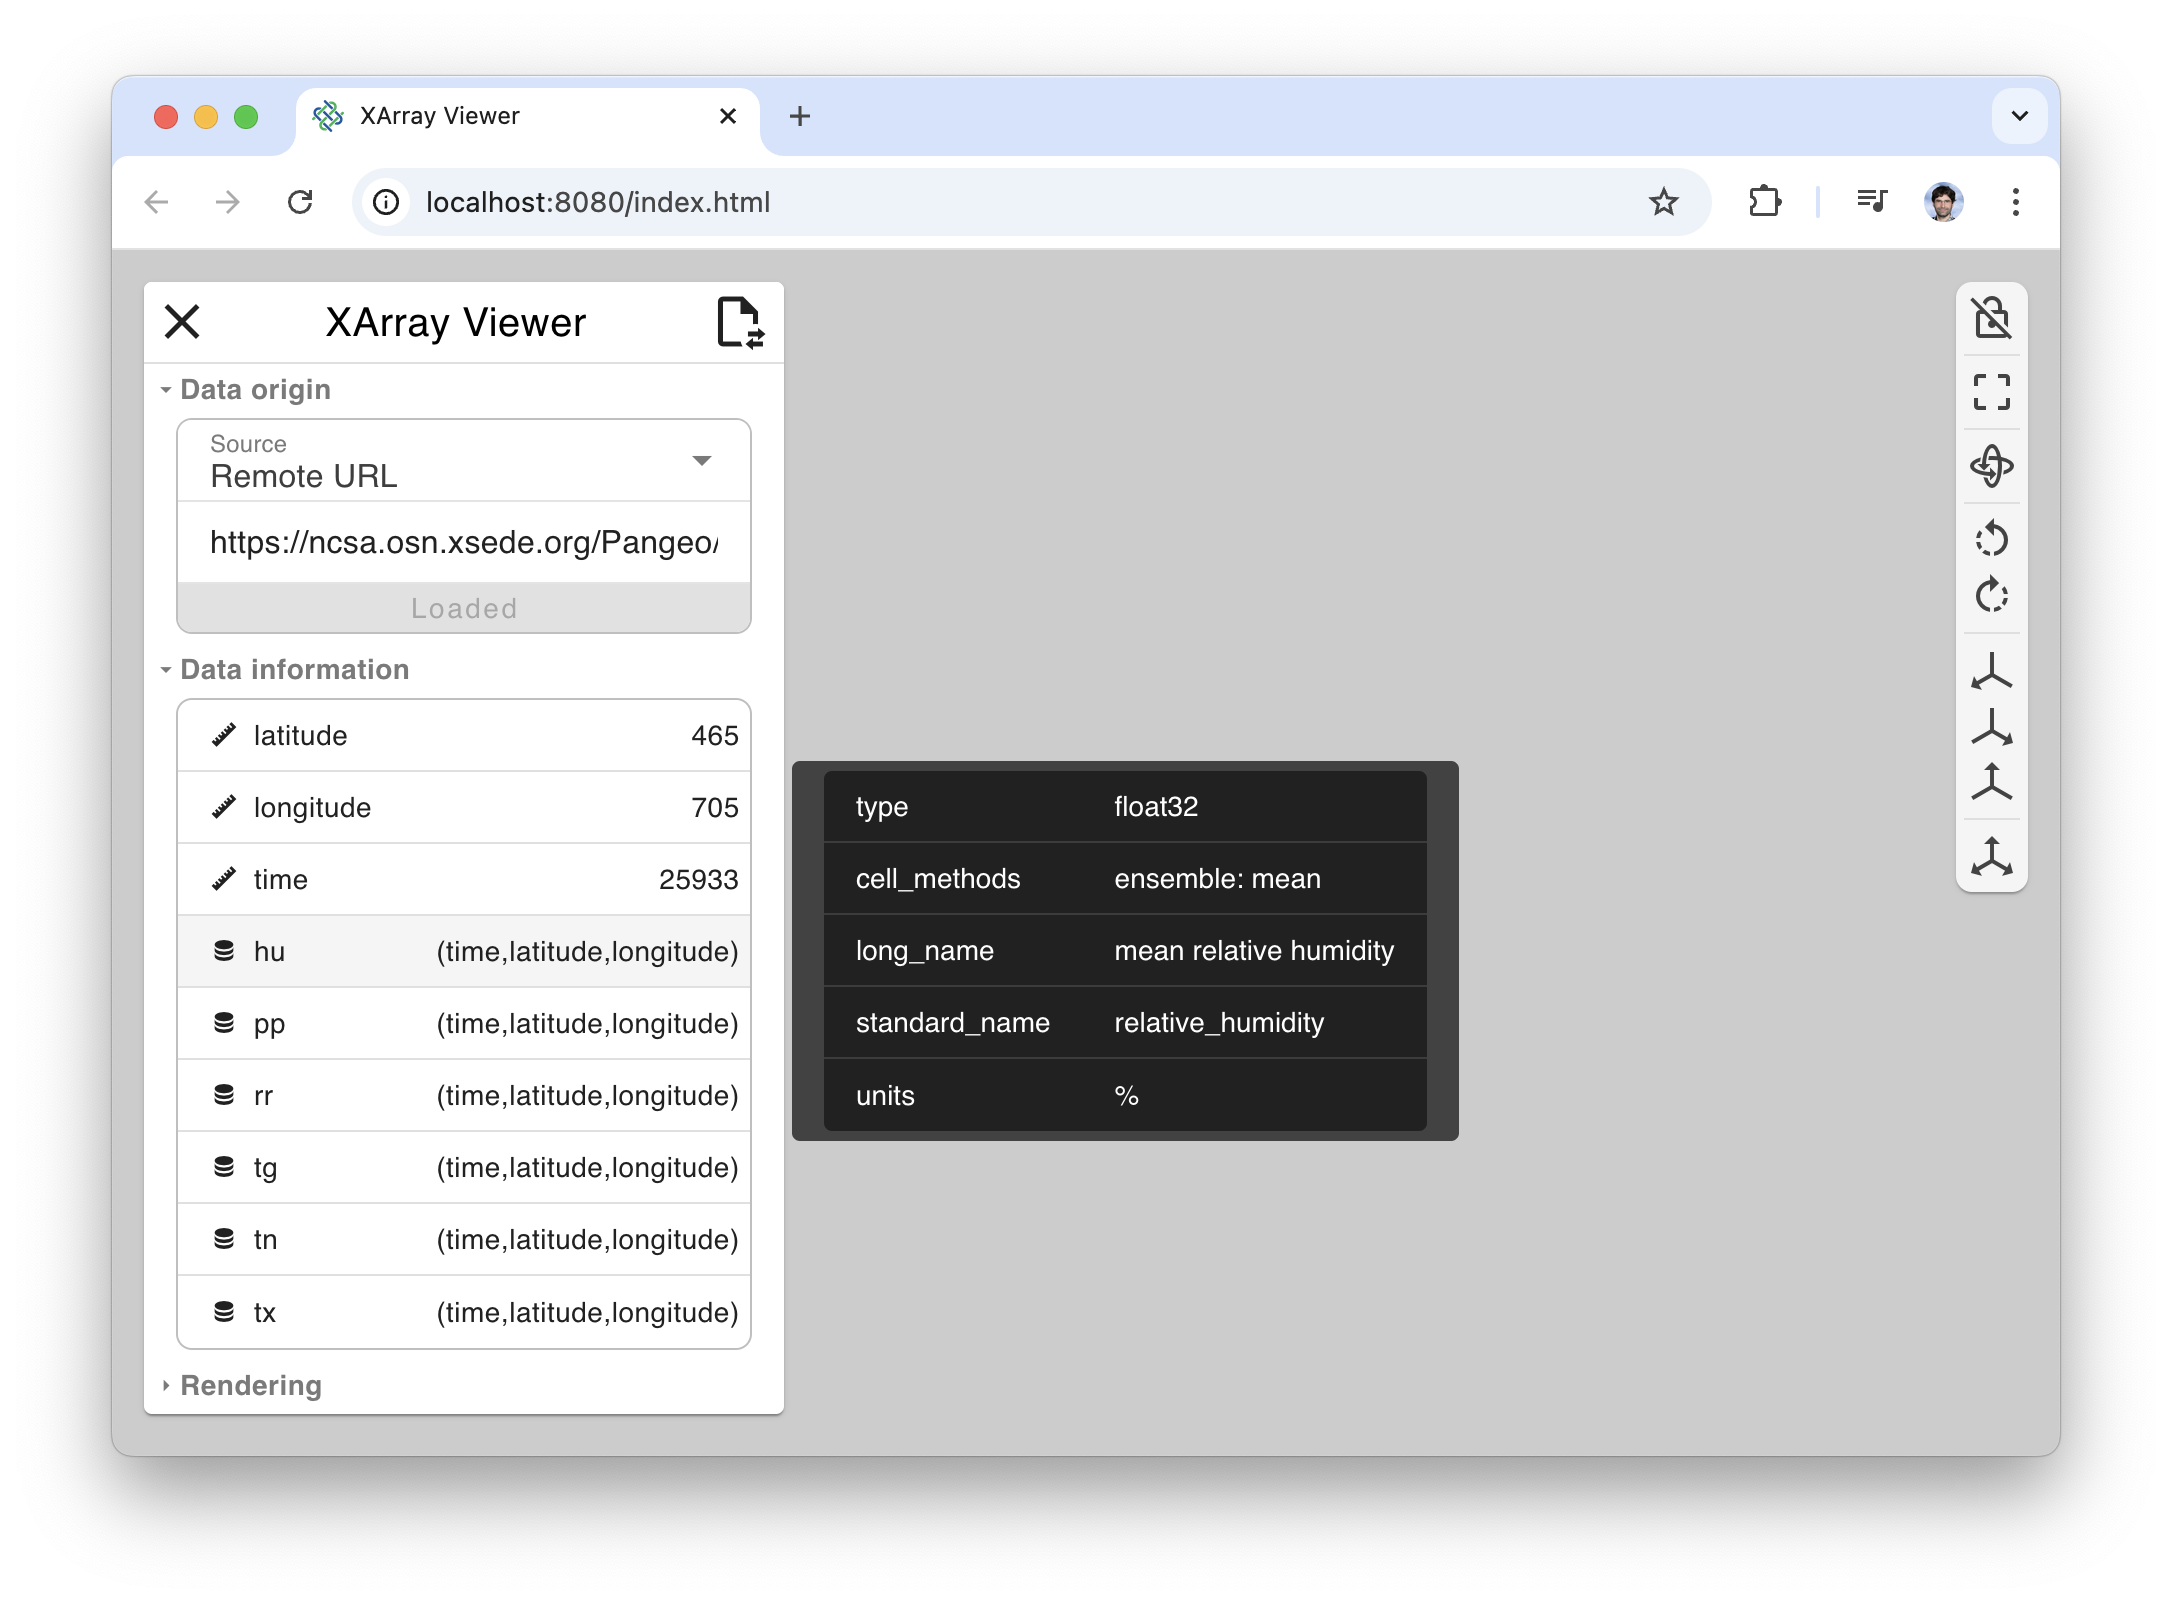 XArray Viewer
localhost:8080/index.html
XArray Viewer
Data origin
Source
Remote URL
https://ncsa.osn.xsede.org/Pangeo/
Loaded
Data information
latitude 465
longitude 705
time 25933
hu (time,latitude,longitude)
pp (time,latitude,longitude)
rr (time,latitude,longitude)
tg (time,latitude,longitude)
tn (time,latitude,longitude)
tx (time,latitude,longitude)
Rendering
type float32
cell_methods ensemble: mean
long_name mean relative humidity
standard_name relative_humidity
units %